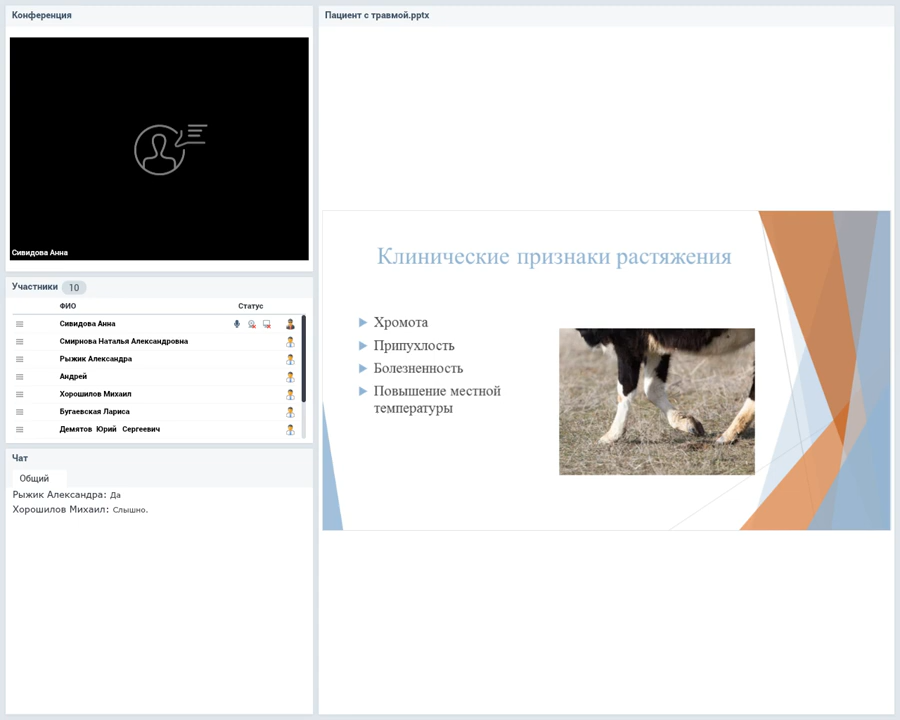 Конференция
Сивидова Анна
Участники 10
ФИО Статус
Сивидова Анна
Смирнова Наталья Александровна
Рыжик Александра
Андрей
Хорошилов Михаил
Бугаевская Лариса
Демятов Юрий Сергеевич
Чат
Общий
Рыжик Александра: Да
Хорошилов Михаил: Слышно.
Пациент с травмой.pptx
Клинические признаки растяжения
Хромота
Припухлость
Болезненность
Повышение местной
температуры